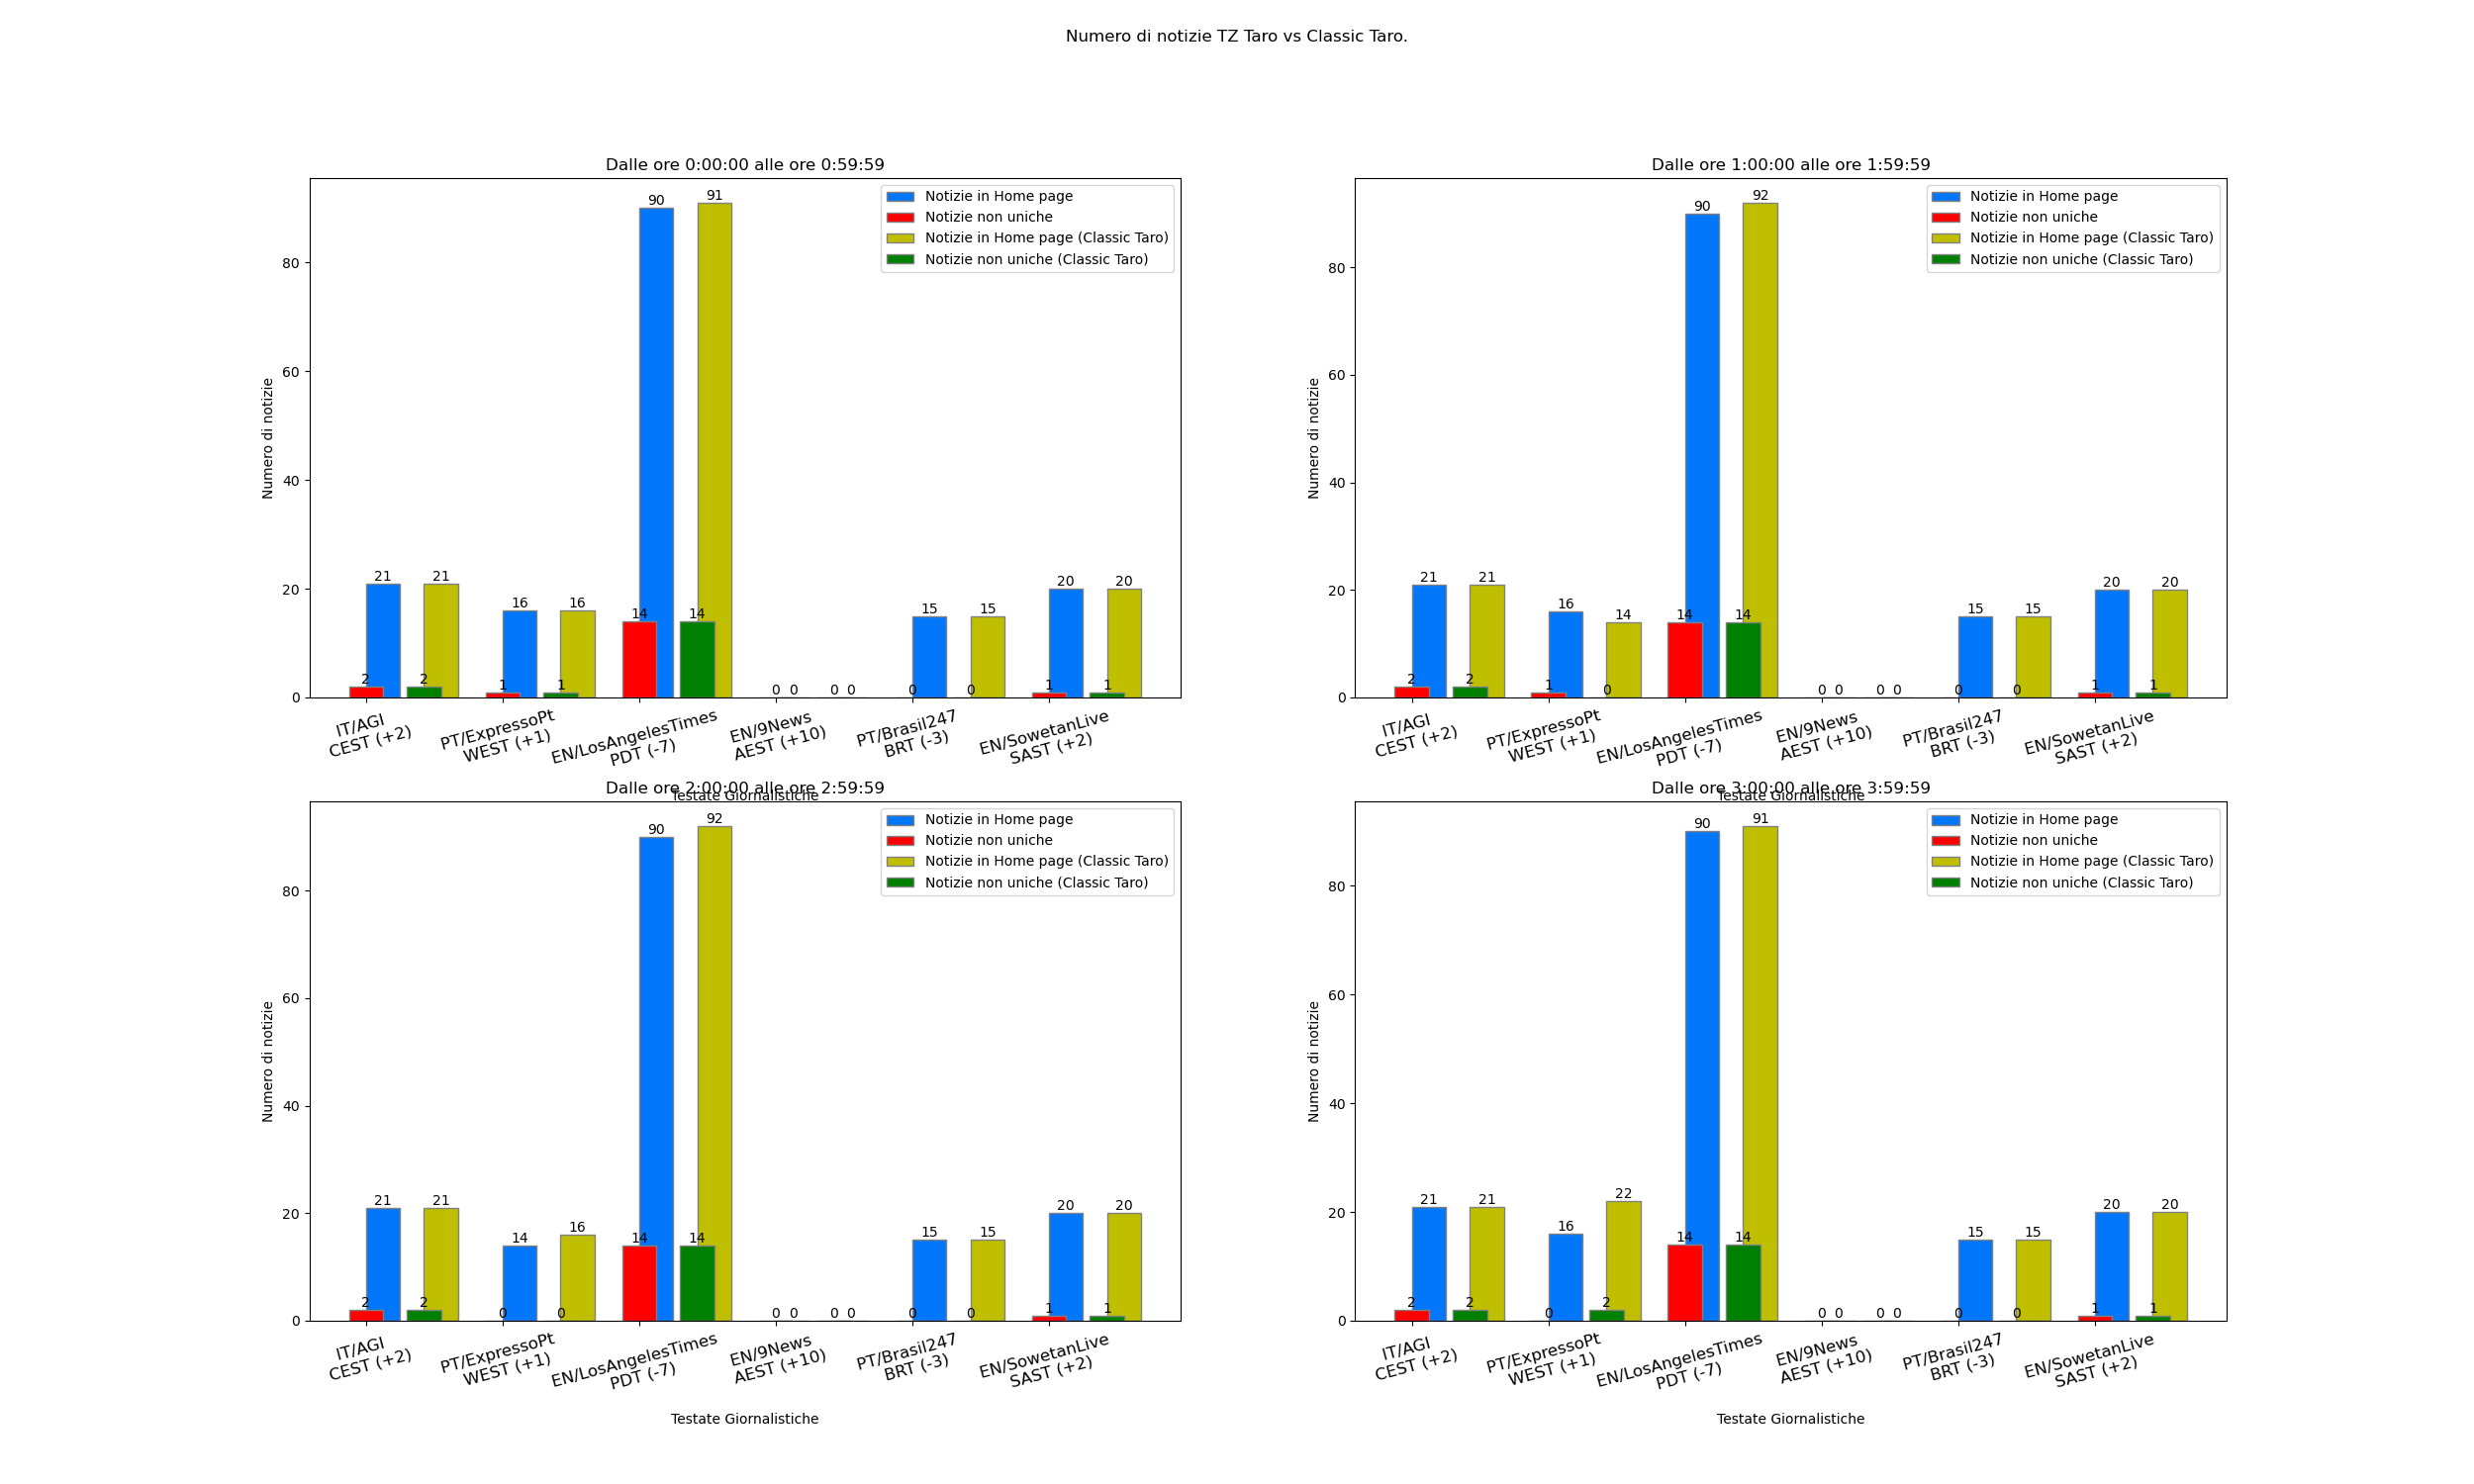 Numero di notizie TZ Taro vs Classic Taro.
Dalle ore 0:00:00 alle ore 0:59:59
Notizie in Home page
Notizie non uniche
Notizie in Home page (Classic Taro)
Notizie non uniche (Classic Taro)
Numero di notizie
80
60
40
20
0
21
21
2
2
16
16
1
1
90
91
14
14
0 0
0 0
15
15
0
0
20
20
1
1
IT/AGI
CEST (+2)
PT/ExpressoPt
WEST (+1)
EN/LosAngelesTimes
PDT (-7)
EN/9News
AEST (+10)
PT/Brasil247
BRT (-3)
EN/SowetanLive
SAST (+2)
Testate Giornalistiche
Dalle ore 1:00:00 alle ore 1:59:59
Notizie in Home page
Notizie non uniche
Notizie in Home page (Classic Taro)
Notizie non uniche (Classic Taro)
Numero di notizie
80
60
40
20
0
21
21
2
2
16
14
1
0
90
92
14
14
0 0
0 0
15
15
0
0
20
20
1
1
IT/AGI
CEST (+2)
PT/ExpressoPt
WEST (+1)
EN/LosAngelesTimes
PDT (-7)
EN/9News
AEST (+10)
PT/Brasil247
BRT (-3)
EN/SowetanLive
SAST (+2)
Testate Giornalistiche
Dalle ore 2:00:00 alle ore 2:59:59
Notizie in Home page
Notizie non uniche
Notizie in Home page (Classic Taro)
Notizie non uniche (Classic Taro)
Numero di notizie
80
60
40
20
0
21
21
2
2
14
16
0
0
90
92
14
14
0 0
0 0
15
15
0
0
20
20
1
1
IT/AGI
CEST (+2)
PT/ExpressoPt
WEST (+1)
EN/LosAngelesTimes
PDT (-7)
EN/9News
AEST (+10)
PT/Brasil247
BRT (-3)
EN/SowetanLive
SAST (+2)
Testate Giornalistiche
Dalle ore 3:00:00 alle ore 3:59:59
Notizie in Home page
Notizie non uniche
Notizie in Home page (Classic Taro)
Notizie non uniche (Classic Taro)
Numero di notizie
80
60
40
20
0
21
21
2
2
16
22
0
2
90
91
14
14
0 0
0 0
15
15
0
0
20
20
1
1
IT/AGI
CEST (+2)
PT/ExpressoPt
WEST (+1)
EN/LosAngelesTimes
PDT (-7)
EN/9News
AEST (+10)
PT/Brasil247
BRT (-3)
EN/SowetanLive
SAST (+2)
Testate Giornalistiche